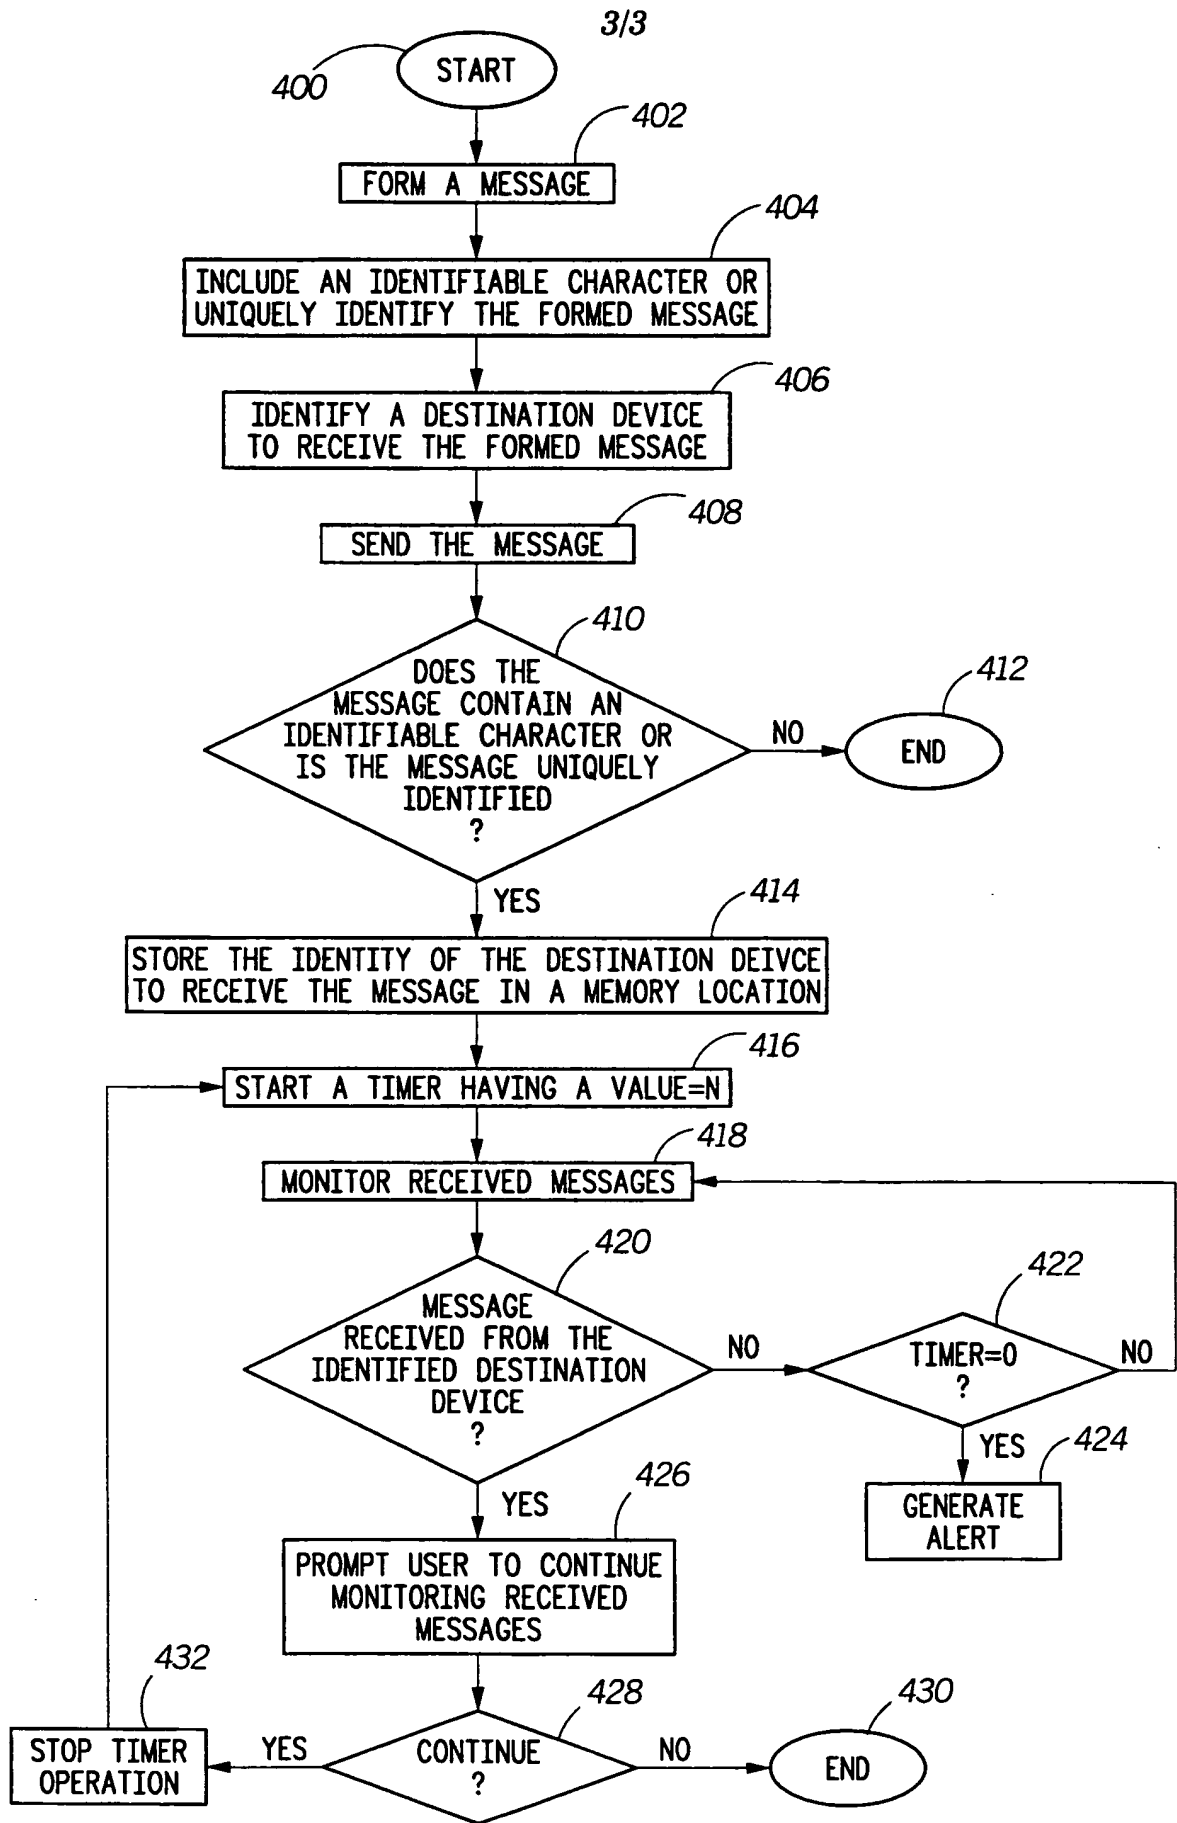 3/3
400
START
402
FORM A MESSAGE
404
INCLUDE AN IDENTIFIABLE CHARACTER OR
UNIQUELY IDENTIFY THE FORMED MESSAGE
406
IDENTIFY A DESTINATION DEVICE
TO RECEIVE THE FORMED MESSAGE
408
SEND THE MESSAGE
410
DOES THE
MESSAGE CONTAIN AN
IDENTIFIABLE CHARACTER OR
IS THE MESSAGE UNIQUELY
IDENTIFIED
?
NO
412
END
YES
414
STORE THE IDENTITY OF THE DESTINATION DEIVCE
TO RECEIVE THE MESSAGE IN A MEMORY LOCATION
416
START A TIMER HAVING A VALUE=N
418
MONITOR RECEIVED MESSAGES
420
MESSAGE
RECEIVED FROM THE
IDENTIFIED DESTINATION
DEVICE
?
NO
422
TIMER=0
?
NO
YES
424
GENERATE
ALERT
YES
426
PROMPT USER TO CONTINUE
MONITORING RECEIVED
MESSAGES
428
CONTINUE
?
NO
430
END
YES
432
STOP TIMER
OPERATION